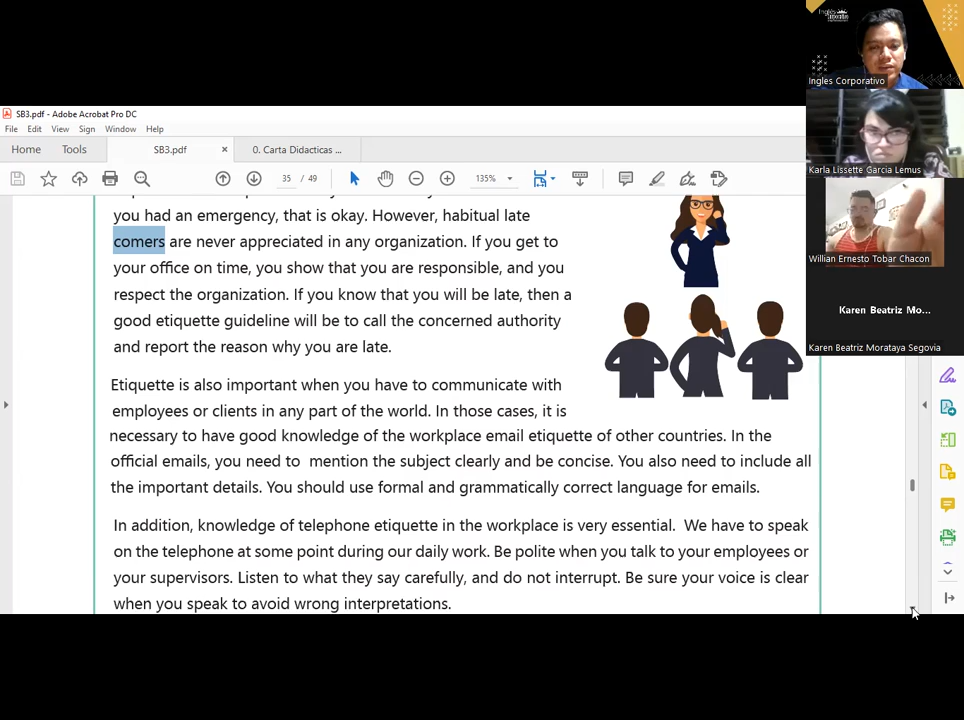 SB3.pdf - Adobe Acrobat Pro DC
File Edit View Sign Window Help
Home Tools SB3.pdf × 0. Carta Didacticas ...
35 / 49 135%
you had an emergency, that is okay. However, habitual late
comers are never appreciated in any organization. If you get to
your office on time, you show that you are responsible, and you
respect the organization. If you know that you will be late, then a
good etiquette guideline will be to call the concerned authority
and report the reason why you are late.
Etiquette is also important when you have to communicate with
employees or clients in any part of the world. In those cases, it is
necessary to have good knowledge of the workplace email etiquette of other countries. In the
official emails, you need to mention the subject clearly and be concise. You also need to include all
the important details. You should use formal and grammatically correct language for emails.
In addition, knowledge of telephone etiquette in the workplace is very essential. We have to speak
on the telephone at some point during our daily work. Be polite when you talk to your employees or
your supervisors. Listen to what they say carefully, and do not interrupt. Be sure your voice is clear
when you speak to avoid wrong interpretations.
Inglés
Corporativo
Ingles Corporativo
Karla Lissette Garcia Lemus
Willian Ernesto Tobar Chacon
Karen Beatriz Mo...
Karen Beatriz Morataya Segovia